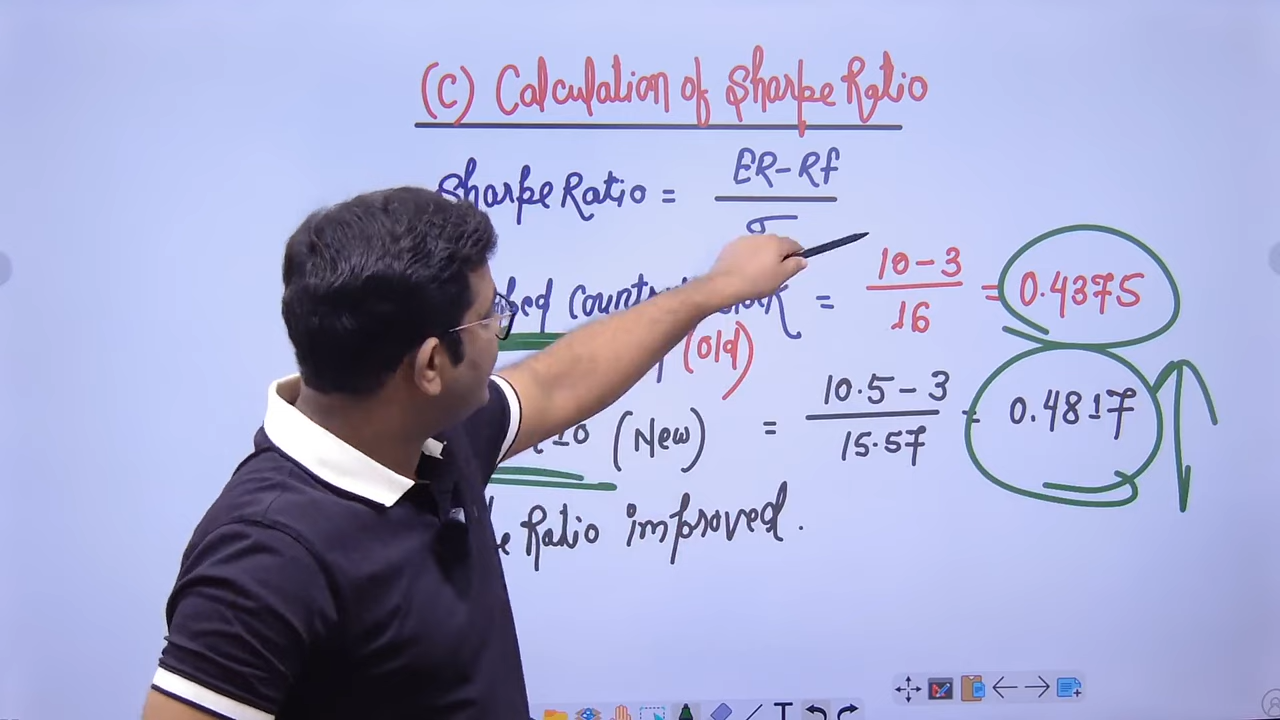 (C) Calculation of Sharpe Ratio
Sharpe Ratio = ER-Rf
σ
= 10-3 = 0.4375
16
(old)
(New) = 10.5-3 = 0.4817
15.57
Ratio improved.